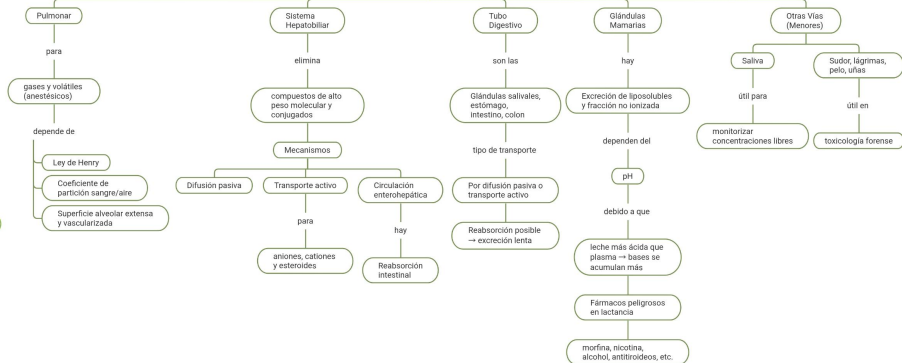 Pulmonar
para
gases y volátiles
(anestésicos)
depende de
Ley de Henry
Coeficiente de
partición sangre/aire
Superficie alveolar extensa
y vascularizada
Sistema
Hepatobiliar
elimina
compuestos de alto
peso molecular y
conjugados
Mecanismos
Difusión pasiva
Transporte activo
para
aniones, cationes
y esteroides
Circulación
enterohepática
hay
Reabsorción
intestinal
Tubo
Digestivo
son las
Glándulas salivales,
estómago,
intestino, colon
tipo de transporte
Por difusión pasiva o
transporte activo
Reabsorción posible
→ excreción lenta
Glándulas
Mamarias
hay
Excreción de liposolubles
y fracción no ionizada
dependen del
pH
debido a que
leche más ácida que
plasma → bases se
acumulan más
Fármacos peligrosos
en lactancia
morfina, nicotina,
alcohol, antitiroideos, etc.
Otras Vías
(Menores)
Saliva
útil para
monitorizar
concentraciones libres
Sudor, lágrimas,
pelo, uñas
útil en
toxicología forense